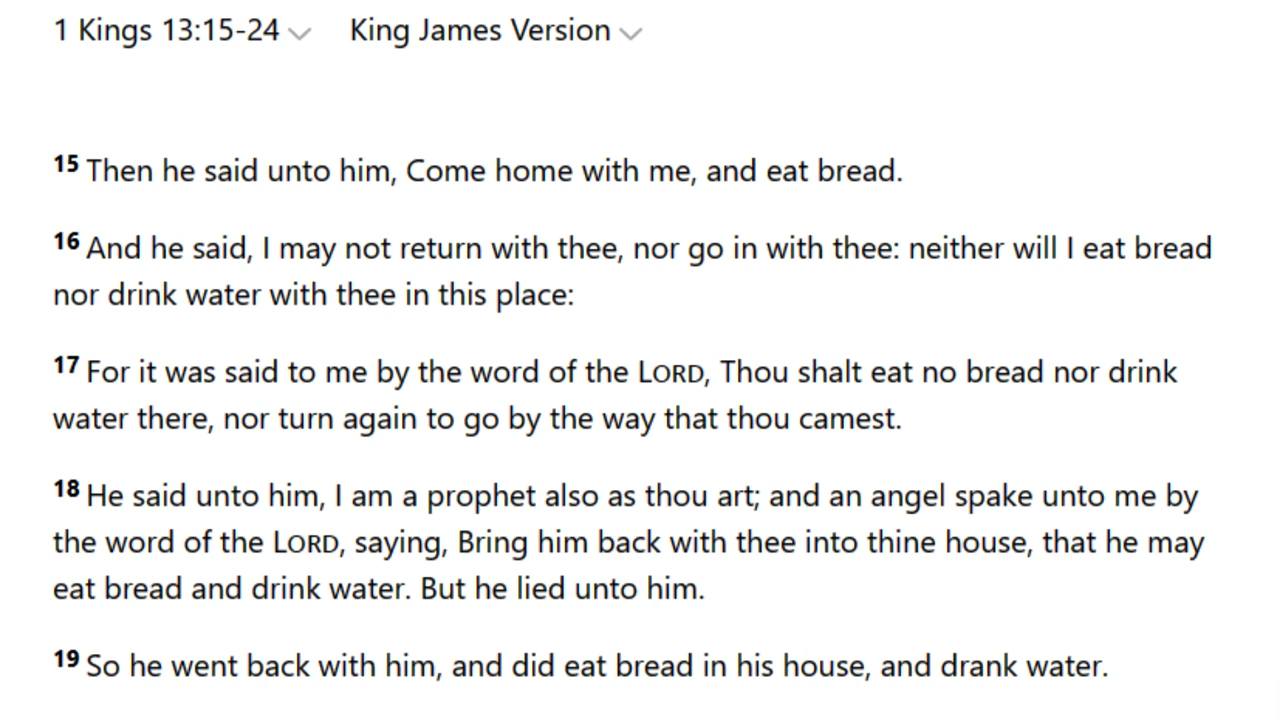 1 Kings 13:15-24 King James Version
15 Then he said unto him, Come home with me, and eat bread.
16 And he said, I may not return with thee, nor go in with thee: neither will I eat bread
nor drink water with thee in this place:
17 For it was said to me by the word of the LORD, Thou shalt eat no bread nor drink
water there, nor turn again to go by the way that thou camest.
18 He said unto him, I am a prophet also as thou art; and an angel spake unto me by
the word of the LORD, saying, Bring him back with thee into thine house, that he may
eat bread and drink water. But he lied unto him.
19 So he went back with him, and did eat bread in his house, and drank water.